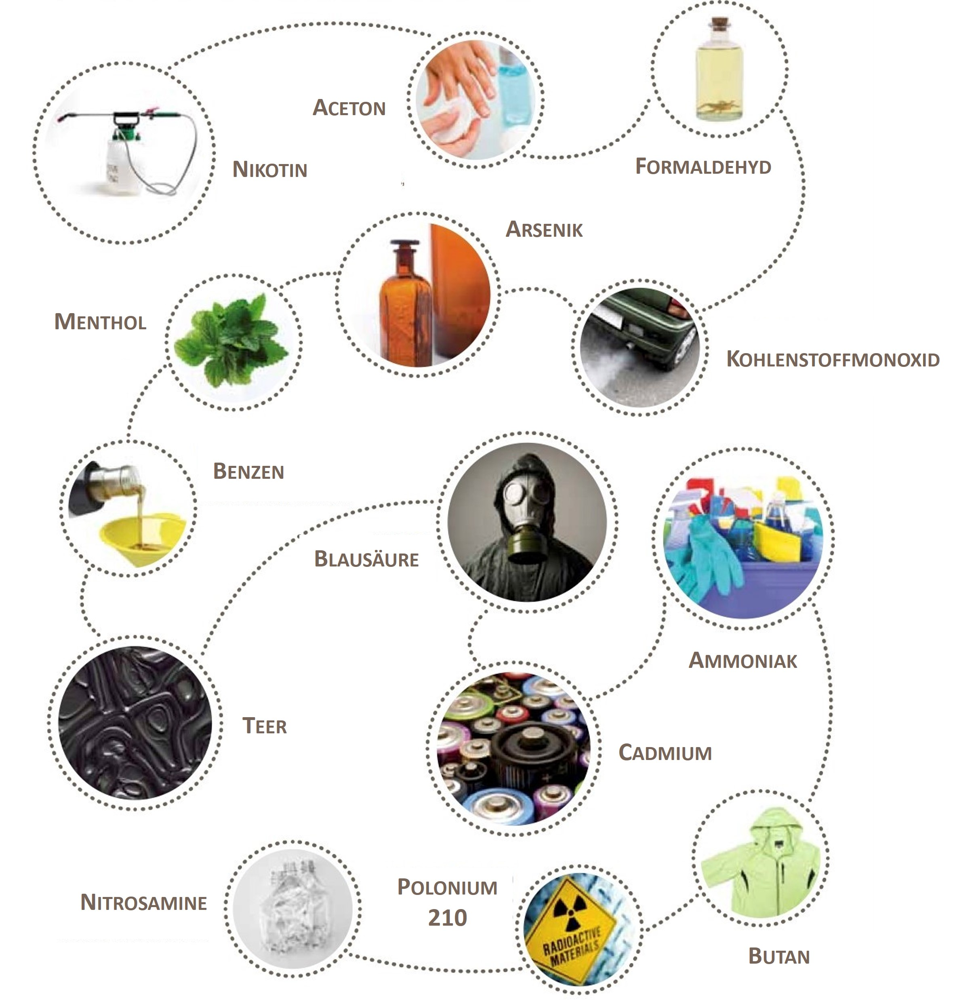 ACETON
NIKOTIN
FORMALDEHYD
ARSENIK
MENTHOL
KOHLENSTOFFMONOXID
BENZEN
BLAUSÄURE
AMMONIAK
TEER
CADMIUM
NITROSAMINE
POLONIUM
210
RADIOACTIVE
MATERIALS
BUTAN